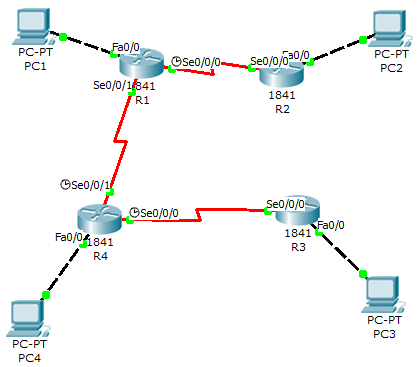 PC-PT
PC1
Fa0/0
Se0/0/0
1841
R1
Se0/0/1
Se0/0/0
Fa0/0
1841
R2
PC-PT
PC2
Se0/0/1
Se0/0/0
Fa0/0
1841
R4
Se0/0/0
1841
R3
Fa0/0
PC-PT
PC4
PC-PT
PC3